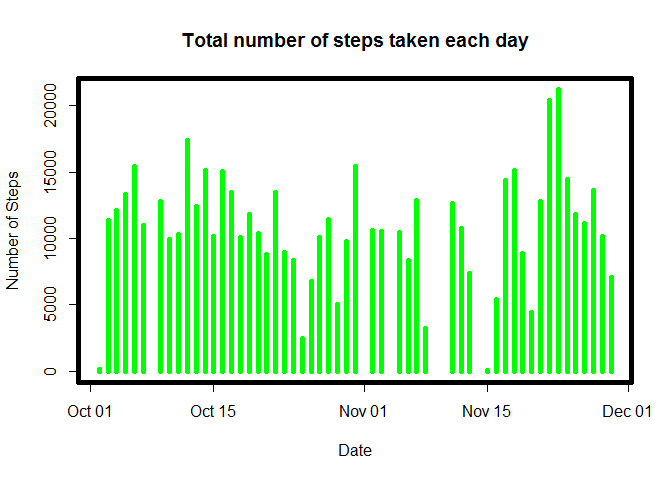 Total number of steps taken each day
Number of Steps
20000
15000
10000
5000
0
Oct 01 Oct 15 Nov 01 Nov 15 Dec 01
Date